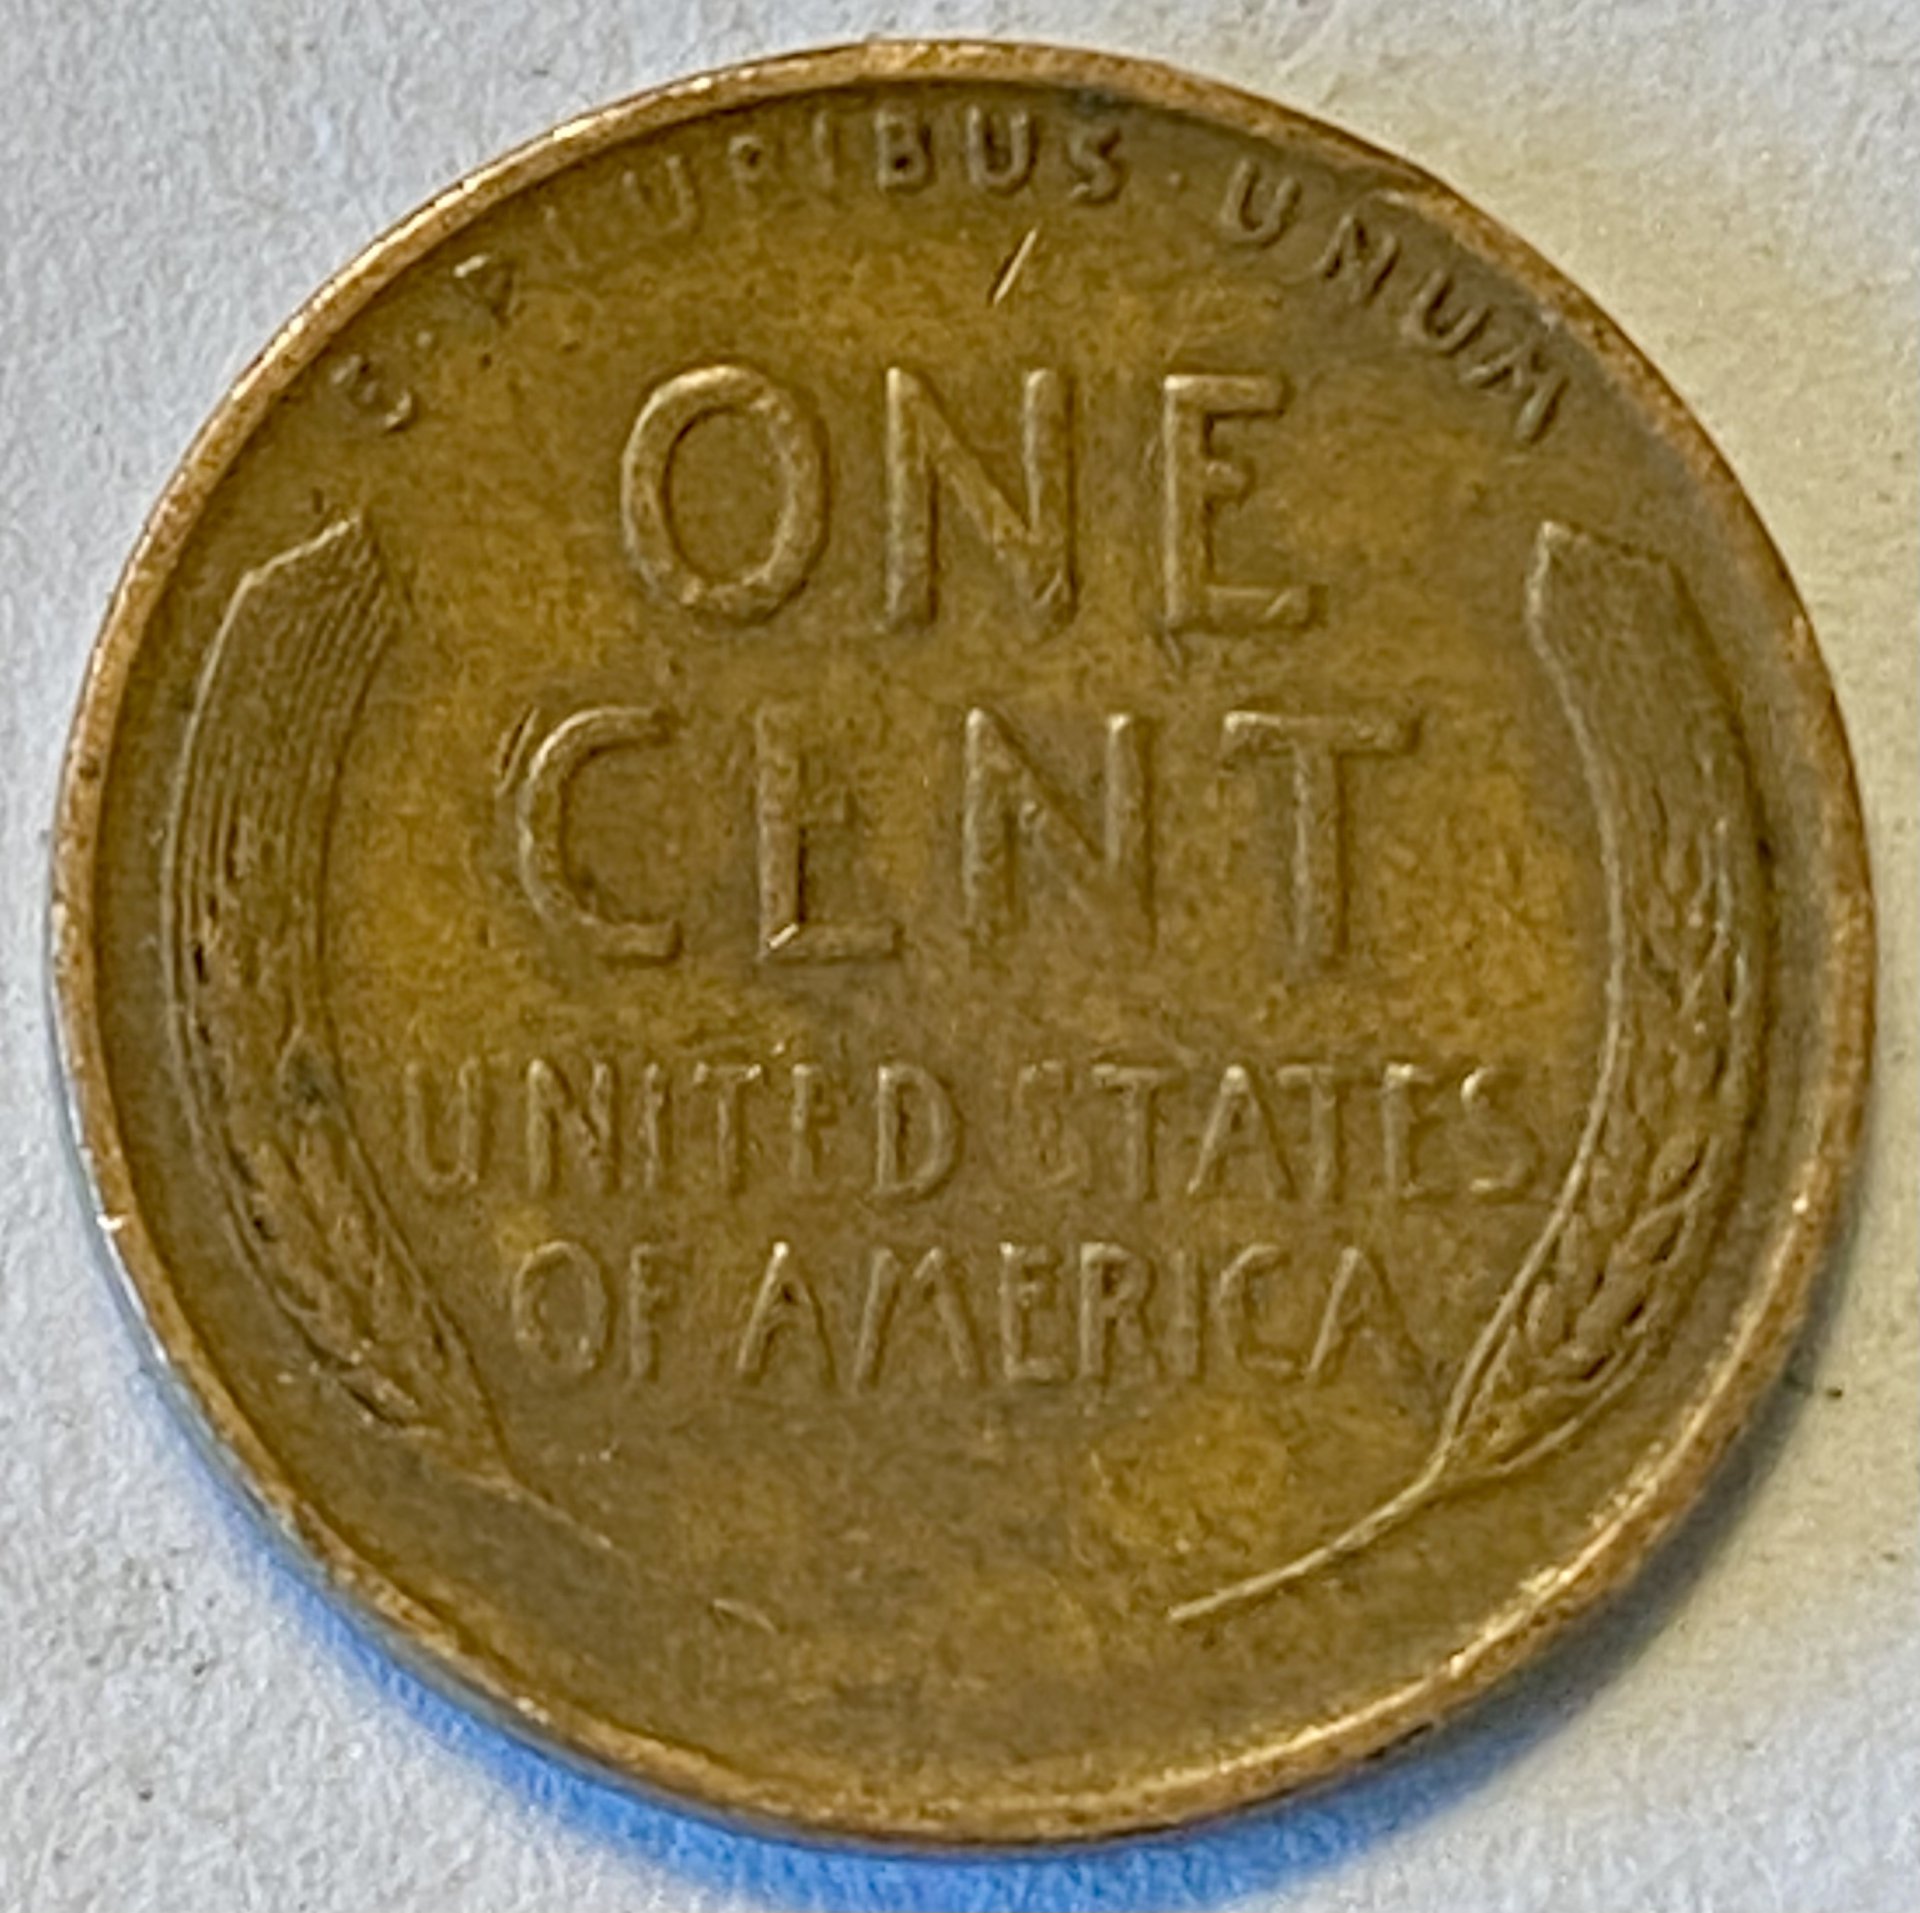 E · PLURIBUS · UNUM
ONE
CENT
UNITED STATES
OF AMERICA